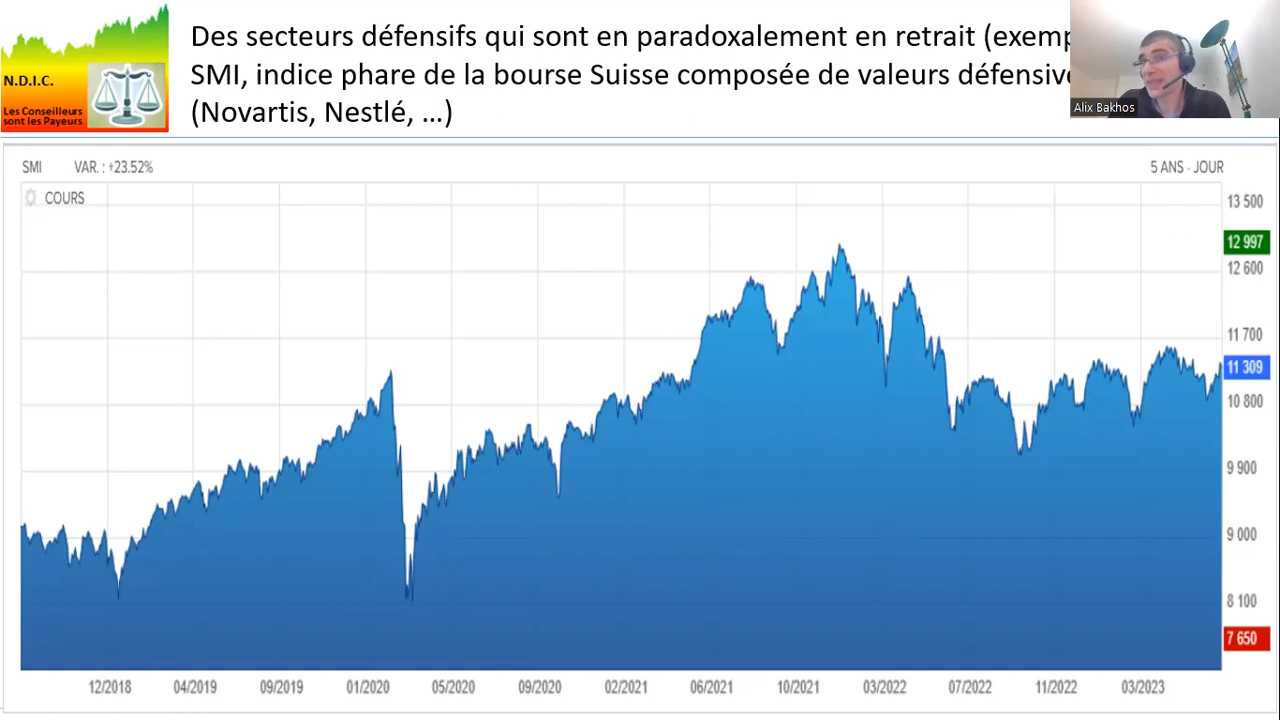 N.D.I.C.
Les Conseilleurs
sont les Payeurs
Des secteurs défensifs qui sont en paradoxalement en retrait (exemp
SMI, indice phare de la bourse Suisse composée de valeurs défensiv
(Novartis, Nestlé, …)
Alix Bakhos
SMI VAR. : +23.52% 5 ANS - JOUR
COURS
13 500
12 997
12 600
11 700
11 309
10 800
9 900
9 000
8 100
7 650
12/2018 04/2019 09/2019 01/2020 05/2020 09/2020 02/2021 06/2021 10/2021 03/2022 07/2022 11/2022 03/2023